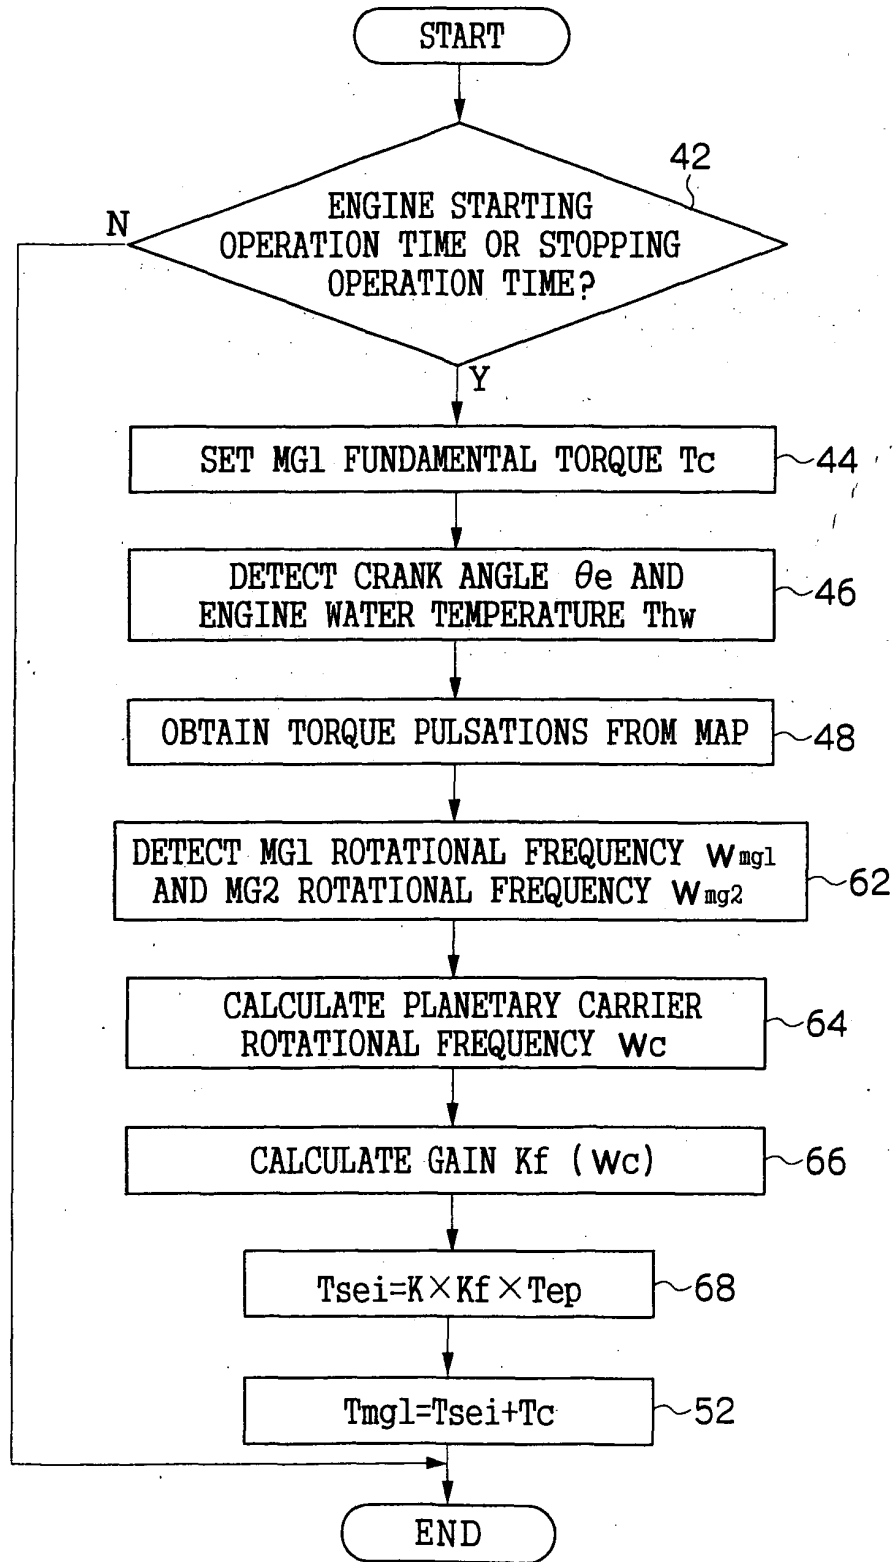 START
42
ENGINE STARTING
OPERATION TIME OR STOPPING
OPERATION TIME?
N
Y
SET MG1 FUNDAMENTAL TORQUE Tc
44
DETECT CRANK ANGLE θe AND
ENGINE WATER TEMPERATURE Thw
46
OBTAIN TORQUE PULSATIONS FROM MAP
48
DETECT MG1 ROTATIONAL FREQUENCY Wmg1
AND MG2 ROTATIONAL FREQUENCY Wmg2
62
CALCULATE PLANETARY CARRIER
ROTATIONAL FREQUENCY Wc
64
CALCULATE GAIN Kf (Wc)
66
Tsei=K×Kf×Tep
68
Tmg1=Tsei+Tc
52
END